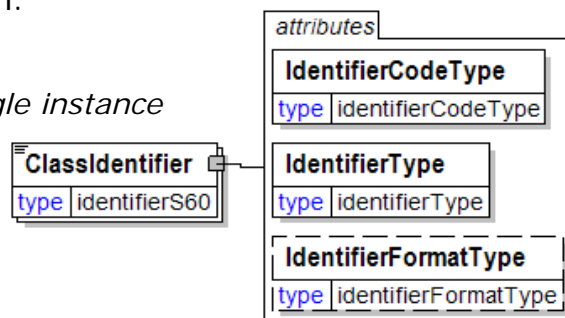 1.
attributes
IdentifierCodeType
type identifierCodeType
gle instance
ClassIdentifier
type identifierS60
IdentifierType
type identifierType
IdentifierFormatType
type identifierFormatType